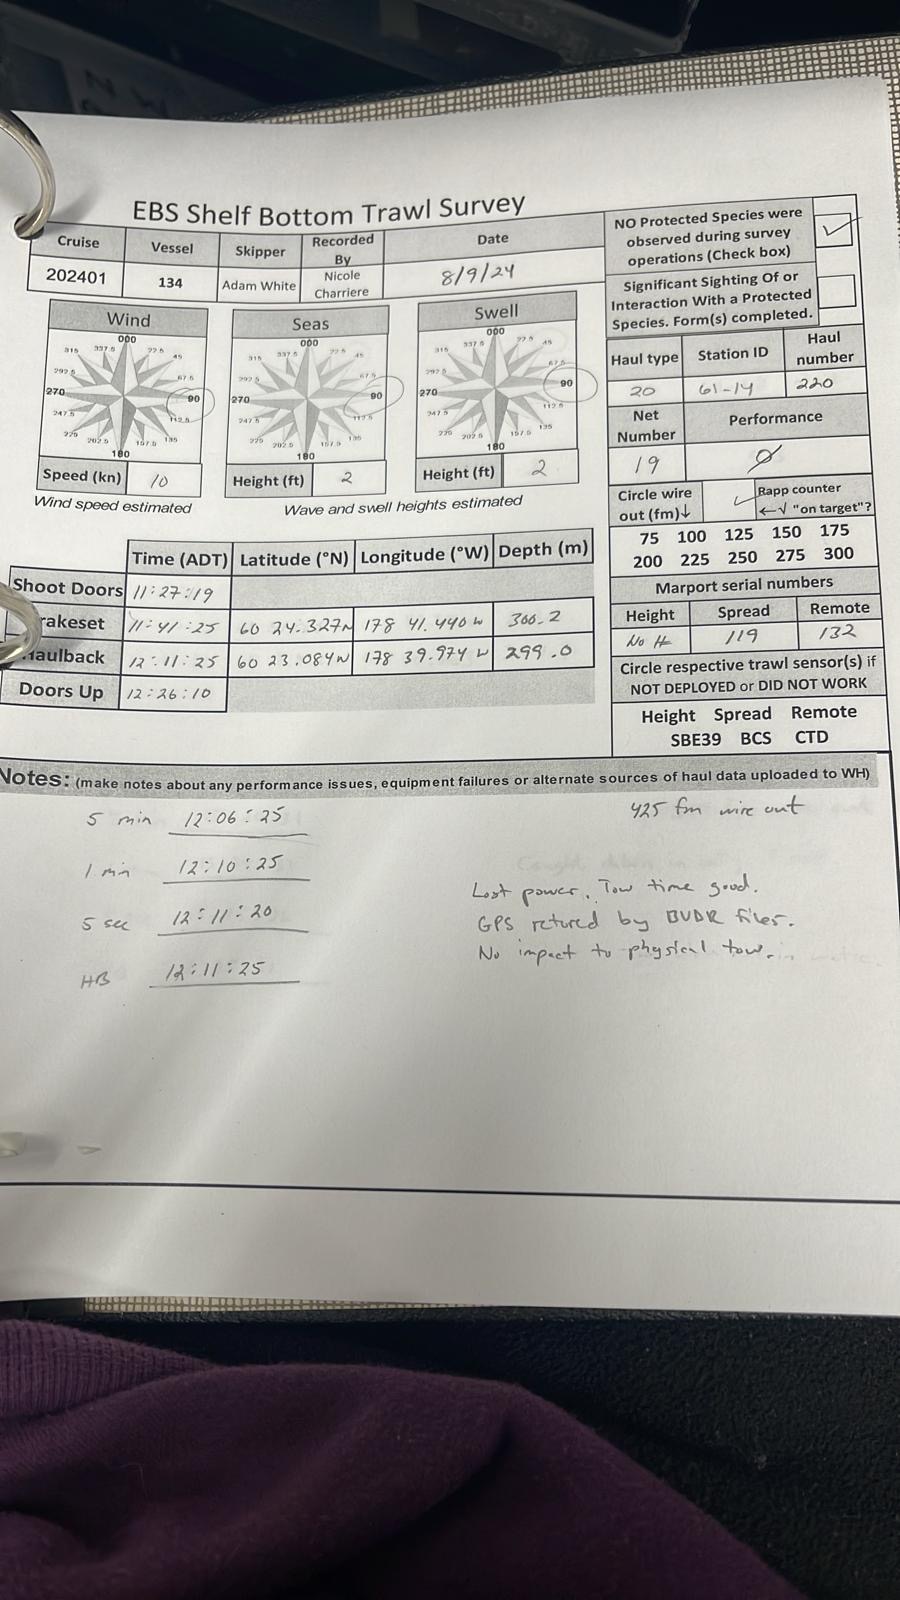 EBS Shelf Bottom Trawl Survey
Cruise Vessel Skipper Recorded By Date
202401 134 Adam White Nicole Charriere 8/9/24
NO Protected Species were
observed during survey
operations (Check box)
Significant Sighting Of or
Interaction With a Protected
Species. Form(s) completed.
Wind
000
337.5 22.5
315 45
292.5 67.5
270 90
247.5 112.5
225 135
202.5 157.5
180
Speed (kn) 10
Wind speed estimated
Seas
000
337.5 22.5
315
292.5 67.5
270 90
247.5 112.5
225 135
202.5 157.5
180
Height (ft) 2
Swell
000
337.5 22.5
315 45
292.5 67.5
270 90
247.5 112.5
225 135
202.5 157.5
180
Height (ft) 2
Wave and swell heights estimated
Haul type Station ID Haul number
20 61-14 220
Net Number Performance
19 Ø
Circle wire
out (fm)↓
✓ Rapp counter
←√ "on target"?
75 100 125 150 175
200 225 250 275 300
Marport serial numbers
Height Spread Remote
No H 119 132
Circle respective trawl sensor(s) if
NOT DEPLOYED or DID NOT WORK
Height Spread Remote
SBE39 BCS CTD
Time (ADT) Latitude (°N) Longitude (°W) Depth (m)
Shoot Doors 11:27:19
rakeset 11:41:25 60 24.327N 178 41.440 W 300.2
Haulback 12:11:25 60 23.084N 178 39.974 W 299.0
Doors Up 12:26:10
Notes: (make notes about any performance issues, equipment failures or alternate sources of haul data uploaded to WH)
5 min 12:06:25
1 min 12:10:25
5 sec 12:11:20
HB 12:11:25
425 fm wire out
Lost power. Tow time good.
GPS retured by BVDR files.
No impact to physical tow.